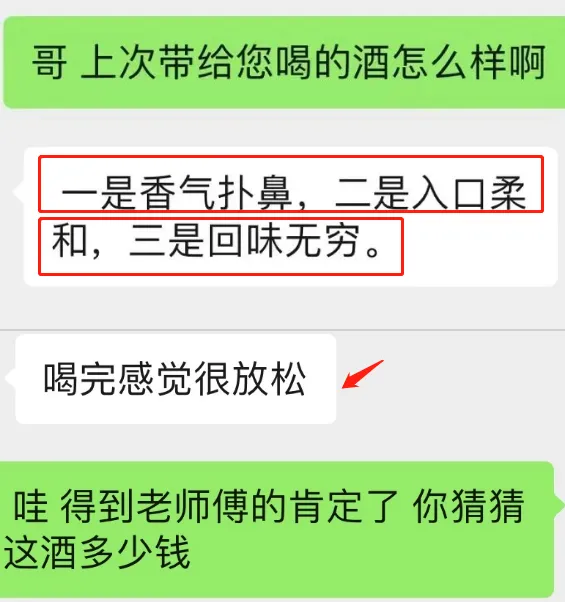 哥 上次带给您喝的酒怎么样啊
一是香气扑鼻，二是入口柔
和，三是回味无穷。
喝完感觉很放松
哇 得到老师傅的肯定了 你猜猜
这酒多少钱